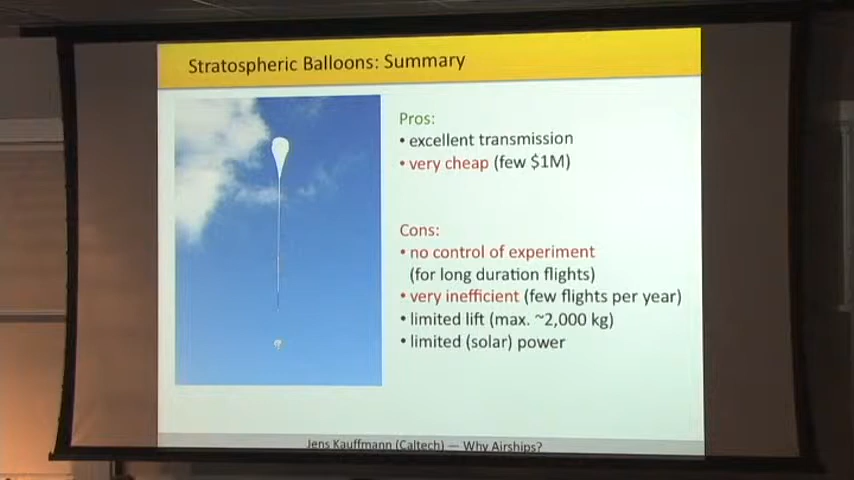 Stratospheric Balloons: Summary
Pros:
• excellent transmission
• very cheap (few $1M)
Cons:
• no control of experiment
(for long duration flights)
• very inefficient (few flights per year)
• limited lift (max. ~2,000 kg)
• limited (solar) power
Jens Kauffmann (Caltech) — Why Airships?